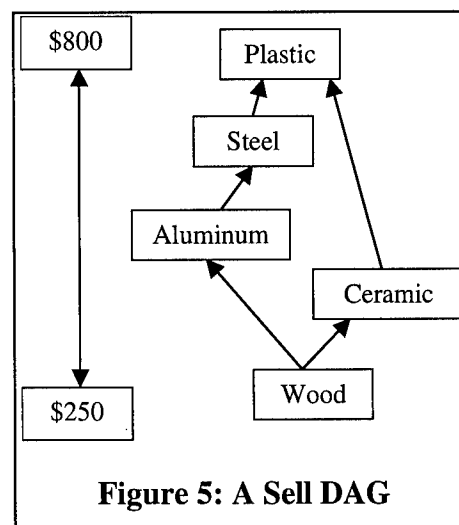 $800
Plastic
Steel
Aluminum
Ceramic
Wood
$250
Figure 5: A Sell DAG